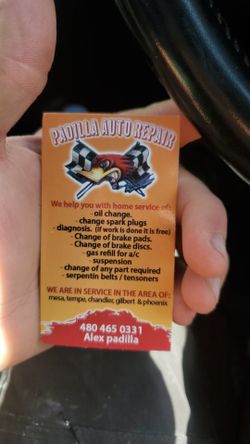 PADILLA AUTO REPAIR
We help you with home service of:
- oil change.
- change spark plugs
- diagnosis. (if work is done it is free)
- Change of brake pads.
- Change of brake discs.
- gas refill for a/c
- suspension
- change of any part required
- serpentin belts / tensoners
WE ARE IN SERVICE IN THE AREA OF:
mesa, tempe, chandler, gilbert & phoenix
480 465 0331
Alex padilla